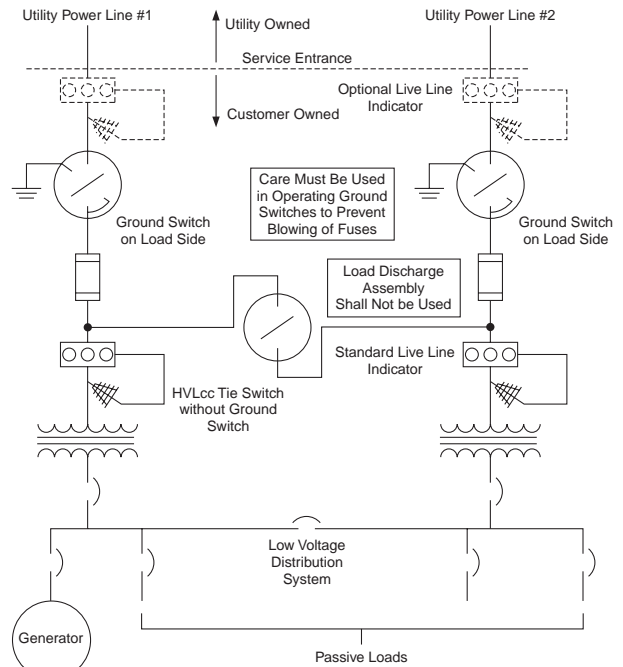 Utility Power Line #1
Utility Owned
Utility Power Line #2
Service Entrance
Customer Owned
Optional Live Line
Indicator
Care Must Be Used
in Operating Ground
Switches to Prevent
Blowing of Fuses
Ground Switch
on Load Side
Ground Switch
on Load Side
Load Discharge
Assembly
Shall Not be Used
HVLcc Tie Switch
without Ground
Switch
Standard Live Line
Indicator
Low Voltage
Distribution
System
Generator
Passive Loads